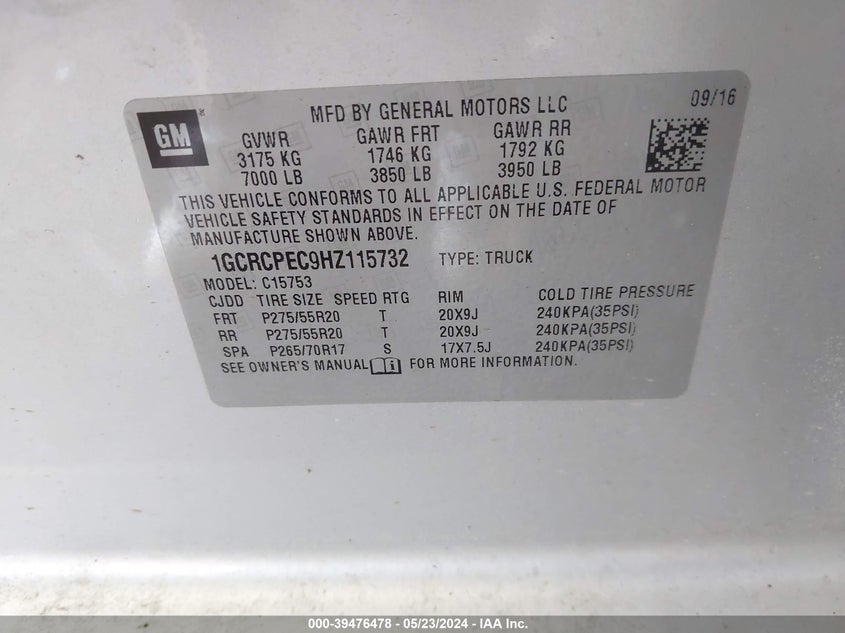 MFD BY GENERAL MOTORS LLC 09/16
GM
GVWR GAWR FRT GAWR RR
3175 KG 1746 KG 1792 KG
7000 LB 3850 LB 3950 LB
THIS VEHICLE CONFORMS TO ALL APPLICABLE U.S. FEDERAL MOTOR
VEHICLE SAFETY STANDARDS IN EFFECT ON THE DATE OF
MANUFACTURE SHOWN ABOVE.
1GCRCPEC9HZ115732 TYPE: TRUCK
MODEL: C15753
CJDD TIRE SIZE SPEED RTG RIM COLD TIRE PRESSURE
FRT P275/55R20 T 20X9J 240KPA(35PSI)
RR P275/55R20 T 20X9J 240KPA(35PSI)
SPA P265/70R17 S 17X7.5J 240KPA(35PSI)
SEE OWNER'S MANUAL FOR MORE INFORMATION.
000-39476478 - 05/23/2024 - IAA Inc.